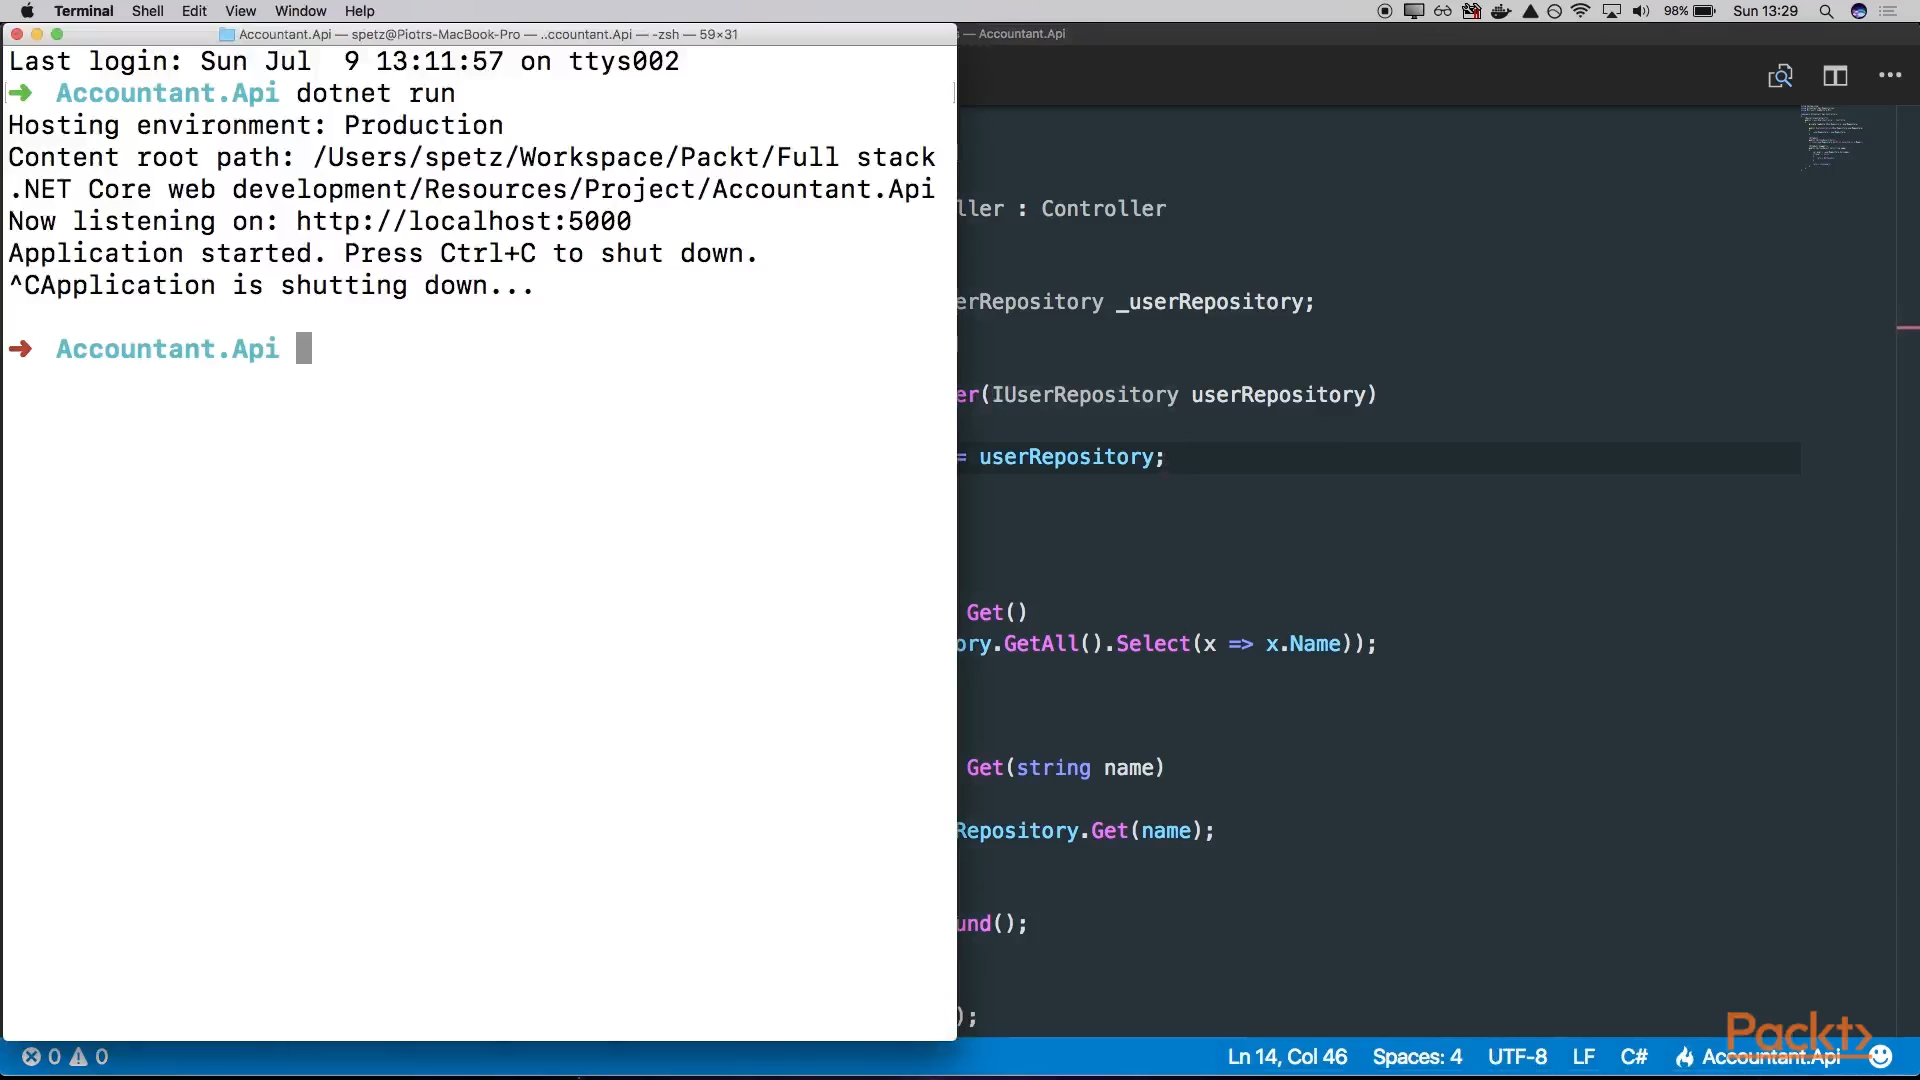 Terminal Shell Edit View Window Help 98% Sun 13:29
Accountant.Api — spetz@Piotrs-MacBook-Pro — ..ccountant.Api — -zsh — 59×31
— Accountant.Api
Last login: Sun Jul  9 13:11:57 on ttys002
➜  Accountant.Api dotnet run
Hosting environment: Production
Content root path: /Users/spetz/Workspace/Packt/Full stack
.NET Core web development/Resources/Project/Accountant.Api
Now listening on: http://localhost:5000
Application started. Press Ctrl+C to shut down.
^CApplication is shutting down...
➜  Accountant.Api
ller : Controller
erRepository _userRepository;
er(IUserRepository userRepository)
= userRepository;
Get()
ory.GetAll().Select(x => x.Name));
Get(string name)
Repository.Get(name);
und();
);
Packt>
0 0 Ln 14, Col 46 Spaces: 4 UTF-8 LF C# Accountant.Api